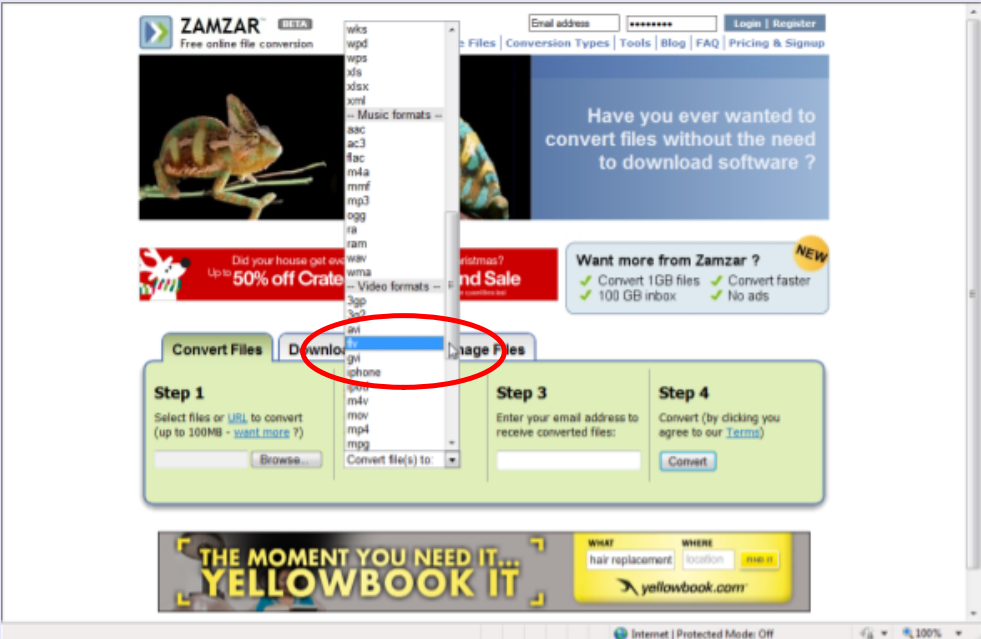 ZAMZAR™ BETA
Free online file conversion
Email address
••••••••
Login | Register
e Files | Conversion Types | Tools | Blog | FAQ | Pricing & Signup
wks
wpd
wps
xls
xlsx
xml
-- Music formats --
aac
ac3
flac
m4a
mmf
mp3
ogg
ra
ram
wav
wma
-- Video formats --
3gp
3g2
avi
flv
gvi
iphone
ipod
m4v
mov
mp4
mpg
Convert file(s) to:
Have you ever wanted to
convert files without the need
to download software ?
Did your house get eve
ristmas?
Up to 50% off Crate
nd Sale
Want more from Zamzar ?
NEW
Convert 1GB files
Convert faster
100 GB inbox
No ads
Convert Files
Downlo
nage Files
Step 1
Select files or URL to convert
(up to 100MB - want more ?)
Browse...
Step 3
Enter your email address to
receive converted files:
Step 4
Convert (by clicking you
agree to our Terms)
Convert
THE MOMENT YOU NEED IT...
YELLOWBOOK IT
WHAT
WHERE
hair replacement
location
FIND IT
yellowbook.com
Internet | Protected Mode: Off
100%